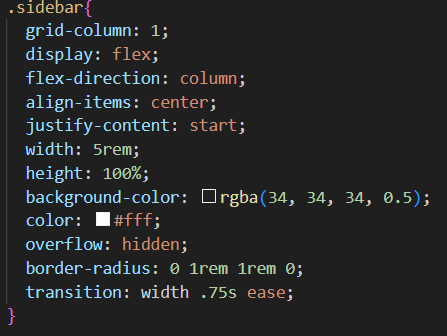 .sidebar{
grid-column: 1;
display: flex;
flex-direction: column;
align-items: center;
justify-content: start;
width: 5rem;
height: 100%;
background-color: rgba(34, 34, 34, 0.5);
color: #fff;
overflow: hidden;
border-radius: 0 1rem 1rem 0;
transition: width .75s ease;
}